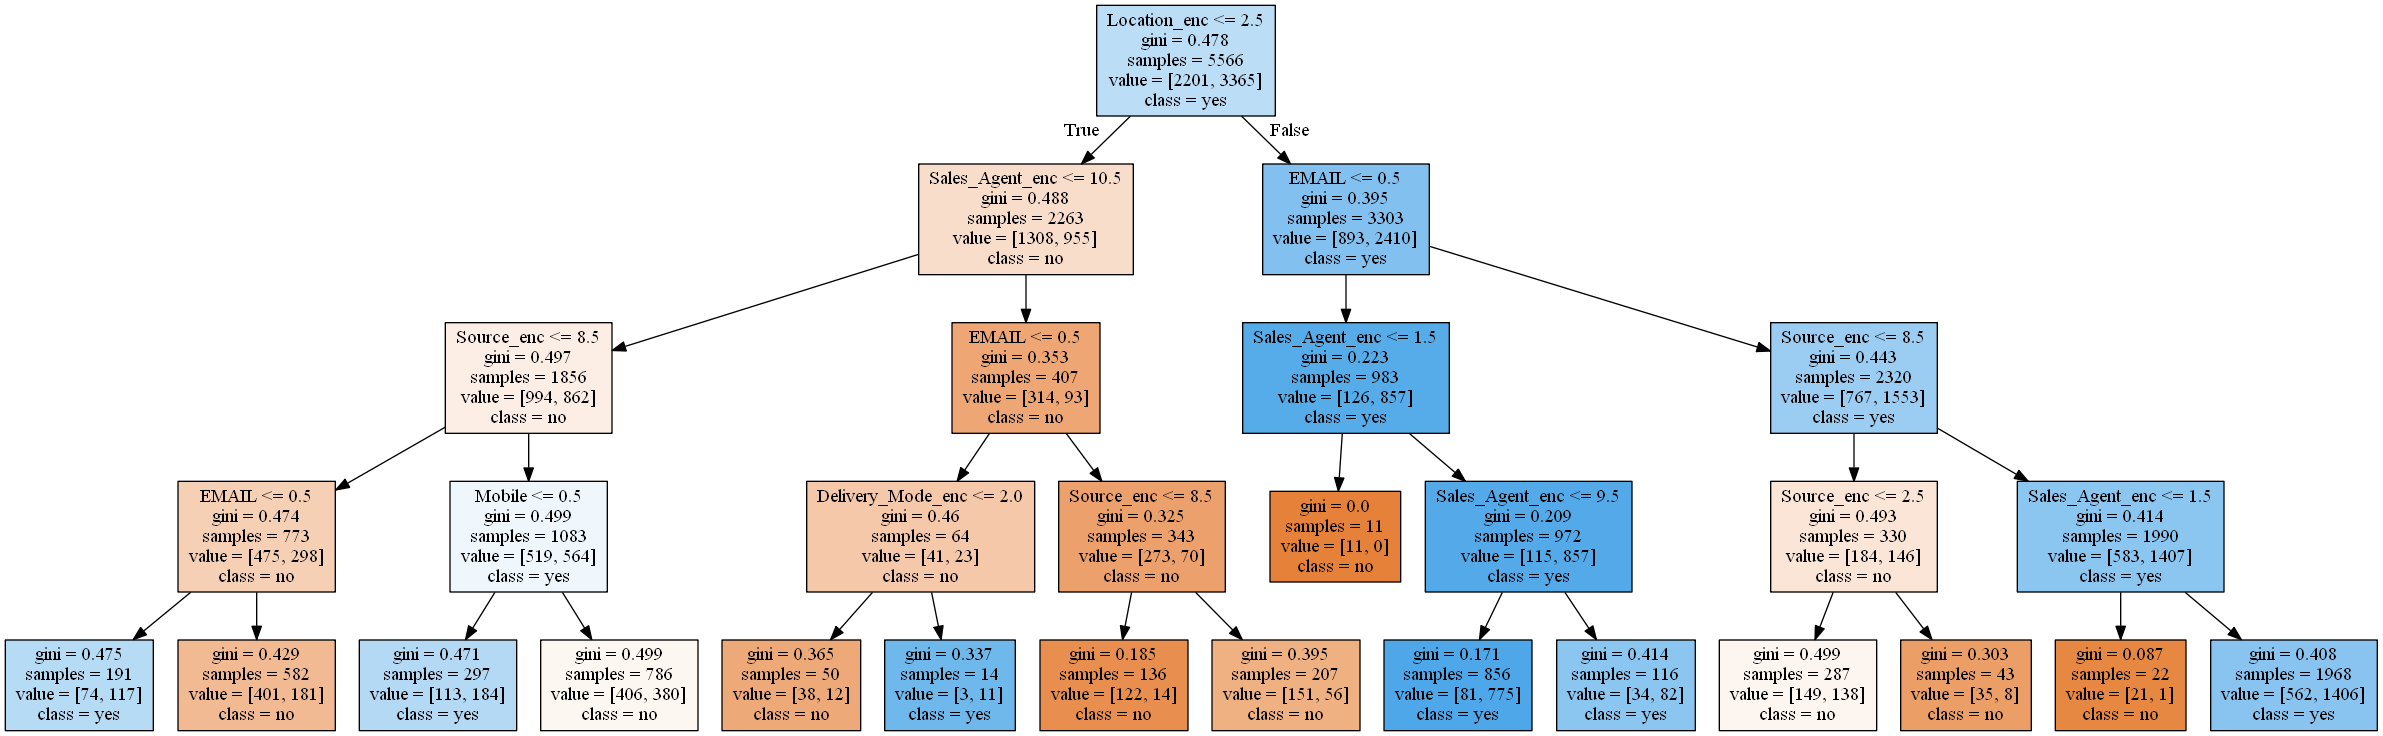 Location_enc <= 2.5
gini = 0.478
samples = 5566
value = [2201, 3365]
class = yes
True
False
Sales_Agent_enc <= 10.5
gini = 0.488
samples = 2263
value = [1308, 955]
class = no
EMAIL <= 0.5
gini = 0.395
samples = 3303
value = [893, 2410]
class = yes
Source_enc <= 8.5
gini = 0.497
samples = 1856
value = [994, 862]
class = no
EMAIL <= 0.5
gini = 0.353
samples = 407
value = [314, 93]
class = no
Sales_Agent_enc <= 1.5
gini = 0.223
samples = 983
value = [126, 857]
class = yes
Source_enc <= 8.5
gini = 0.443
samples = 2320
value = [767, 1553]
class = yes
EMAIL <= 0.5
gini = 0.474
samples = 773
value = [475, 298]
class = no
Mobile <= 0.5
gini = 0.499
samples = 1083
value = [519, 564]
class = yes
Delivery_Mode_enc <= 2.0
gini = 0.46
samples = 64
value = [41, 23]
class = no
Source_enc <= 8.5
gini = 0.325
samples = 343
value = [273, 70]
class = no
gini = 0.0
samples = 11
value = [11, 0]
class = no
Sales_Agent_enc <= 9.5
gini = 0.209
samples = 972
value = [115, 857]
class = yes
Source_enc <= 2.5
gini = 0.493
samples = 330
value = [184, 146]
class = no
Sales_Agent_enc <= 1.5
gini = 0.414
samples = 1990
value = [583, 1407]
class = yes
gini = 0.475
samples = 191
value = [74, 117]
class = yes
gini = 0.429
samples = 582
value = [401, 181]
class = no
gini = 0.471
samples = 297
value = [113, 184]
class = yes
gini = 0.499
samples = 786
value = [406, 380]
class = no
gini = 0.365
samples = 50
value = [38, 12]
class = no
gini = 0.337
samples = 14
value = [3, 11]
class = yes
gini = 0.185
samples = 136
value = [122, 14]
class = no
gini = 0.395
samples = 207
value = [151, 56]
class = no
gini = 0.171
samples = 856
value = [81, 775]
class = yes
gini = 0.414
samples = 116
value = [34, 82]
class = yes
gini = 0.499
samples = 287
value = [149, 138]
class = no
gini = 0.303
samples = 43
value = [35, 8]
class = no
gini = 0.087
samples = 22
value = [21, 1]
class = no
gini = 0.408
samples = 1968
value = [562, 1406]
class = yes